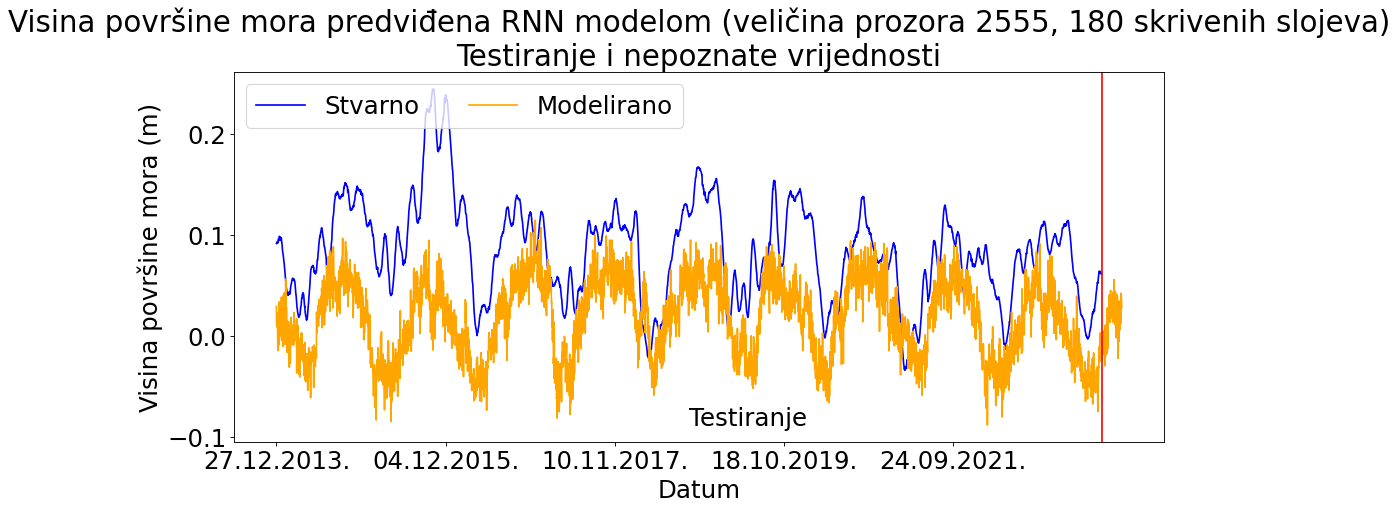 Visina površine mora predviđena RNN modelom (veličina prozora 2555, 180 skrivenih slojeva)
Testiranje i nepoznate vrijednosti
Stvarno Modelirano
Visina površine mora (m)
0.2
0.1
0.0
−0.1
Testiranje
27.12.2013. 04.12.2015. 10.11.2017. 18.10.2019. 24.09.2021.
Datum